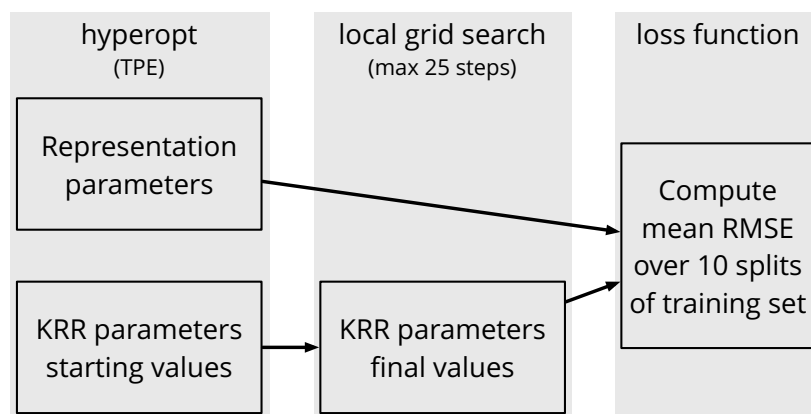 hyperopt
(TPE)
local grid search
(max 25 steps)
loss function
Representation
parameters
Compute
mean RMSE
over 10 splits
of training set
KRR parameters
starting values
KRR parameters
final values